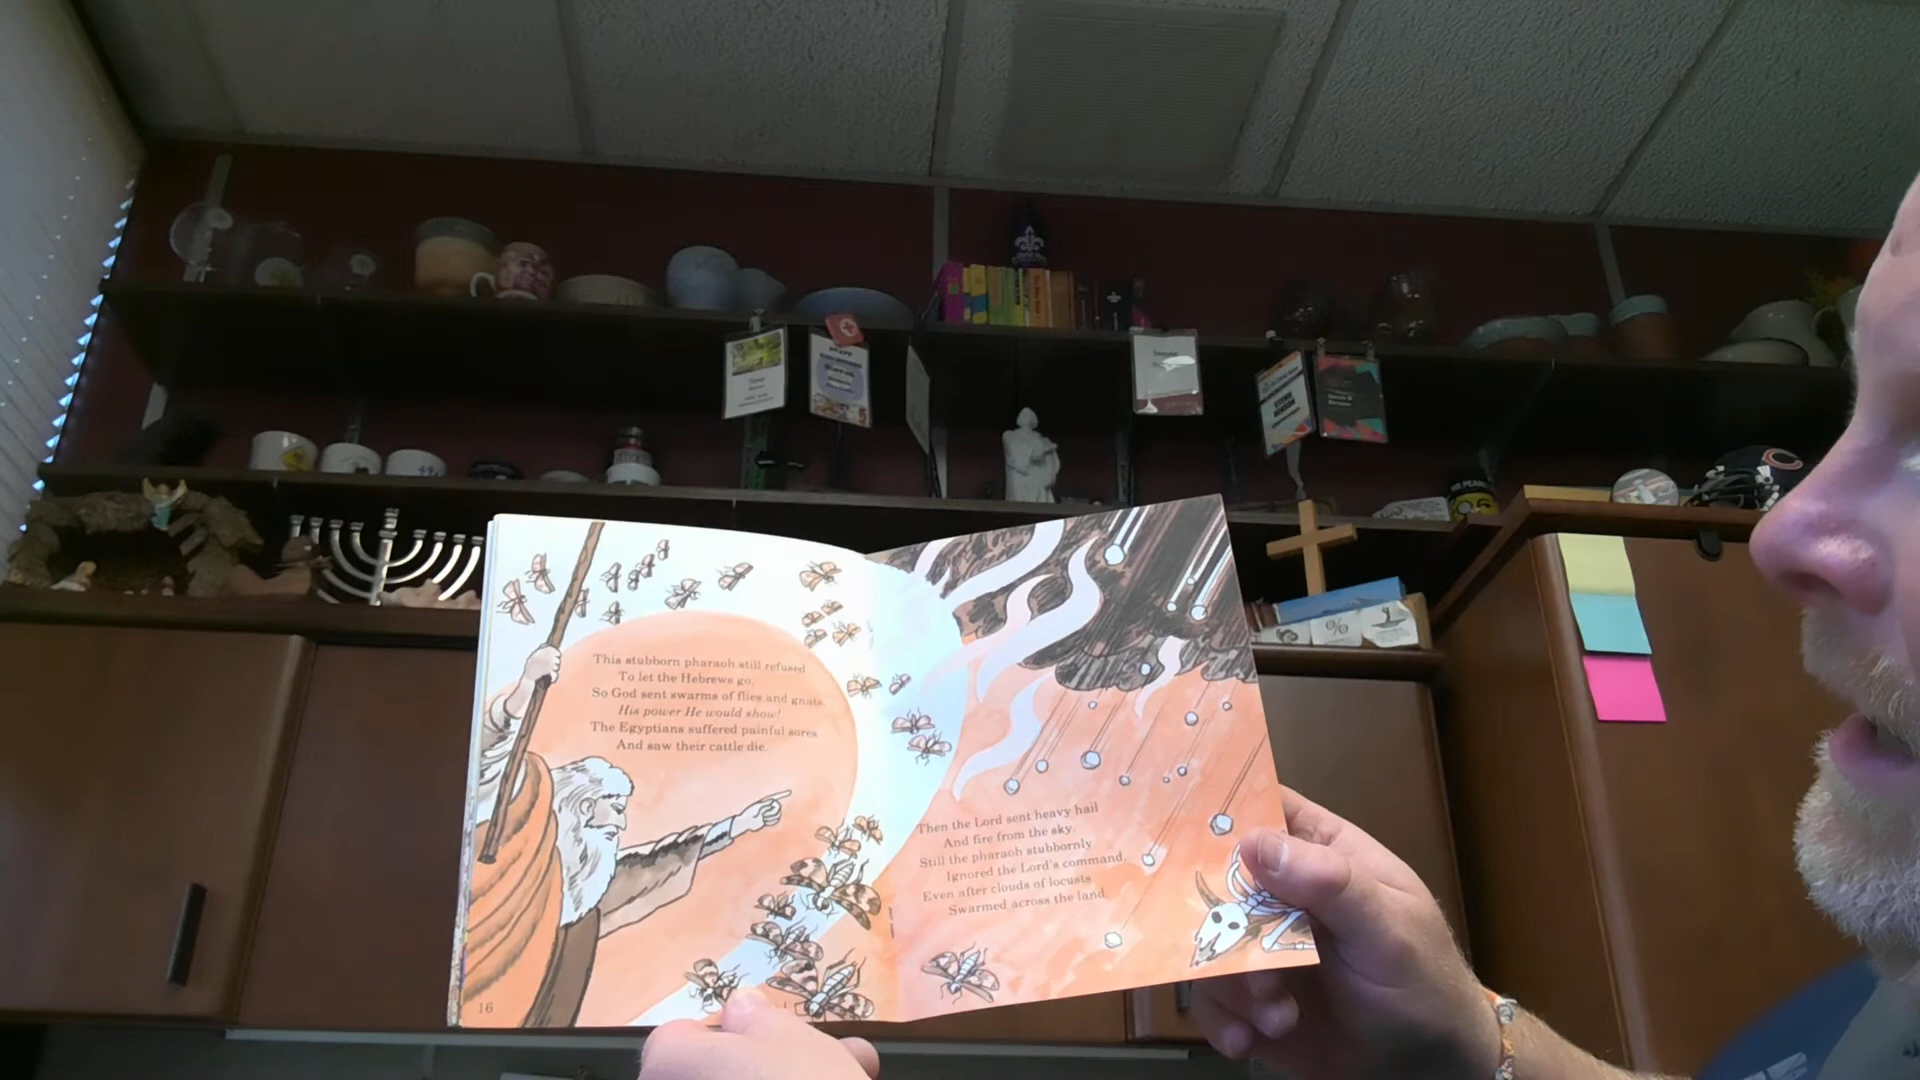 This stubborn pharaoh still refused
To let the Hebrews go,
So God sent swarms of flies and gnats.
His power He would show!
The Egyptians suffered painful sores
And saw their cattle die.
16
Then the Lord sent heavy hail
And fire from the sky.
Still the pharaoh stubbornly
Ignored the Lord's command,
Even after clouds of locusts
Swarmed across the land.